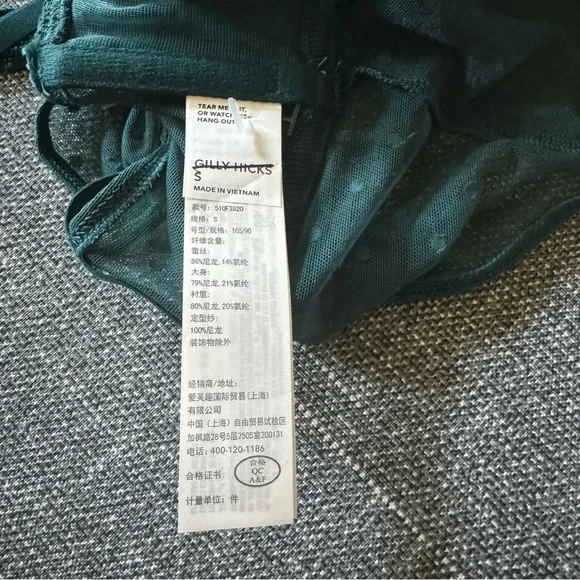 TEAR ME
OR WATCH
HANG OUT
GILLY HICKS
S
MADE IN VIETNAM
款号: 510F3920
规格: S
号型/规格: 165/90
纤维含量:
蕾丝:
86%尼龙,14%氨纶
大身:
79%尼龙,21%氨纶
衬里:
80%尼龙,20%氨纶
定型纱:
100%尼龙
装饰物除外
经销商/地址:
爱芙趣国际贸易(上海)
有限公司
中国(上海)自由贸易试验区
加枫路28号5层2505室200131
电话: 400-120-1186
合格证书: 合格
QC
A&F
计量单位: 件